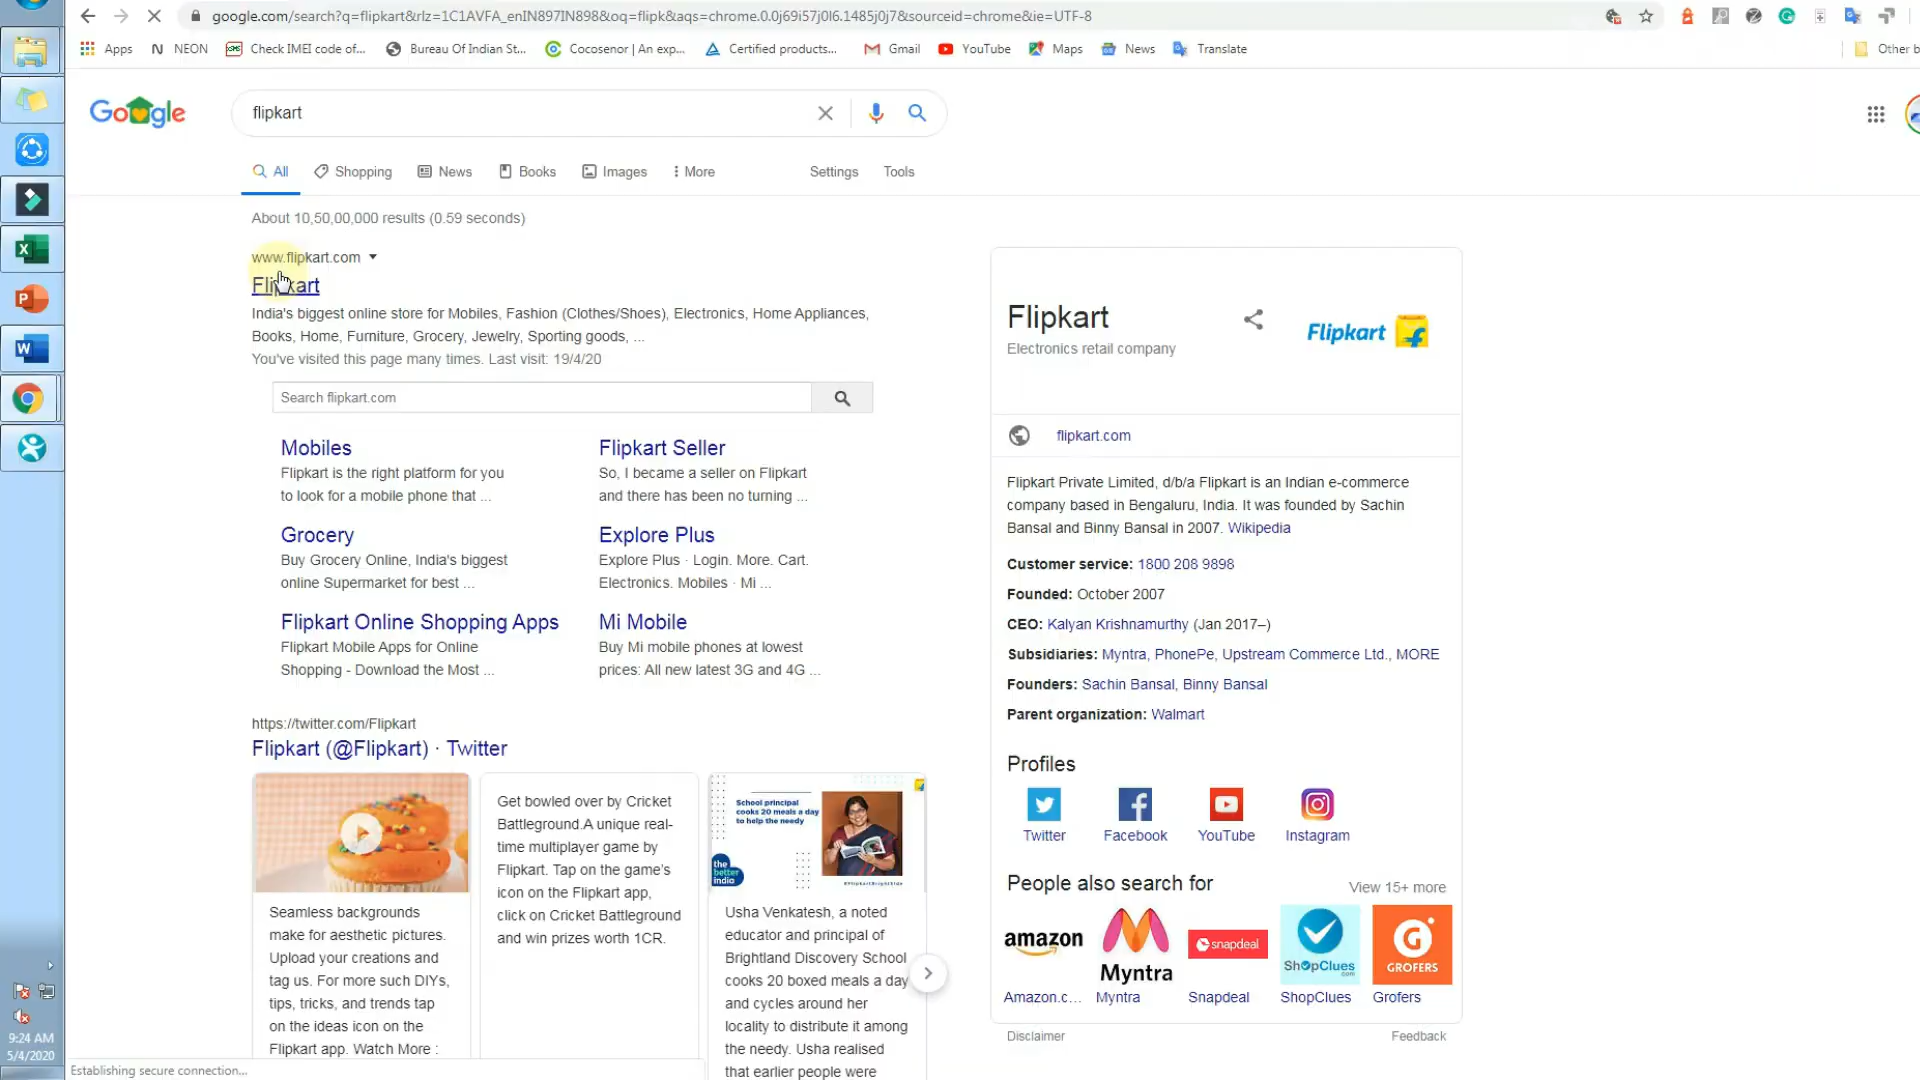 google.com/search?q=flipkart&rlz=1C1AVFA_enIN897IN898&oq=flipk&aqs=chrome.0.0j69i57j0l6.1485j0j7&sourceid=chrome&ie=UTF-8
Apps
NEON
Check IMEI code of...
Bureau Of Indian St...
Cocosenor | An exp...
Certified products...
Gmail
YouTube
Maps
News
Translate
Other b
Google
flipkart
All
Shopping
News
Books
Images
More
Settings
Tools
About 10,50,00,000 results (0.59 seconds)
www.flipkart.com
Flipkart
India's biggest online store for Mobiles, Fashion (Clothes/Shoes), Electronics, Home Appliances,
Books, Home, Furniture, Grocery, Jewelry, Sporting goods, ...
You've visited this page many times. Last visit: 19/4/20
Search flipkart.com
Mobiles
Flipkart is the right platform for you
to look for a mobile phone that ...
Flipkart Seller
So, I became a seller on Flipkart
and there has been no turning ...
Grocery
Buy Grocery Online, India's biggest
online Supermarket for best ...
Explore Plus
Explore Plus · Login. More. Cart.
Electronics. Mobiles · Mi ...
Flipkart Online Shopping Apps
Flipkart Mobile Apps for Online
Shopping - Download the Most ...
Mi Mobile
Buy Mi mobile phones at lowest
prices: All new latest 3G and 4G ...
https://twitter.com/Flipkart
Flipkart (@Flipkart) · Twitter
Seamless backgrounds
make for aesthetic pictures.
Upload your creations and
tag us. For more such DIYs,
tips, tricks, and trends tap
on the ideas icon on the
Flipkart app. Watch More :
Get bowled over by Cricket
Battleground.A unique real-
time multiplayer game by
Flipkart. Tap on the game's
icon on the Flipkart app,
click on Cricket Battleground
and win prizes worth 1CR.
School principal
cooks 20 meals a day
to help the needy
the
better
india
Usha Venkatesh, a noted
educator and principal of
Brightland Discovery School
cooks 20 boxed meals a day
and cycles around her
locality to distribute it among
the needy. Usha realised
that earlier people were
Flipkart
Electronics retail company
Flipkart
flipkart.com
Flipkart Private Limited, d/b/a Flipkart is an Indian e-commerce
company based in Bengaluru, India. It was founded by Sachin
Bansal and Binny Bansal in 2007. Wikipedia
Customer service: 1800 208 9898
Founded: October 2007
CEO: Kalyan Krishnamurthy (Jan 2017–)
Subsidiaries: Myntra, PhonePe, Upstream Commerce Ltd., MORE
Founders: Sachin Bansal, Binny Bansal
Parent organization: Walmart
Profiles
Twitter
Facebook
YouTube
Instagram
People also search for
View 15+ more
amazon
Myntra
snapdeal
ShopClues.com
GROFERS
Amazon.c...
Myntra
Snapdeal
ShopClues
Grofers
Disclaimer
Feedback
9:24 AM
5/4/2020
Establishing secure connection...